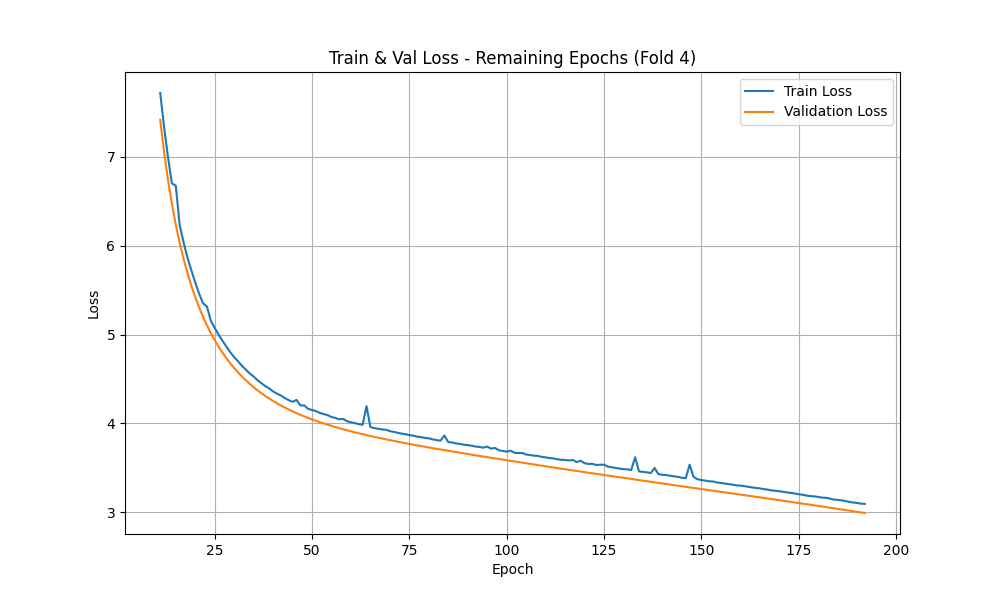 Train & Val Loss - Remaining Epochs (Fold 4)
Train Loss
Validation Loss
Loss
7
6
5
4
3
25 50 75 100 125 150 175 200
Epoch